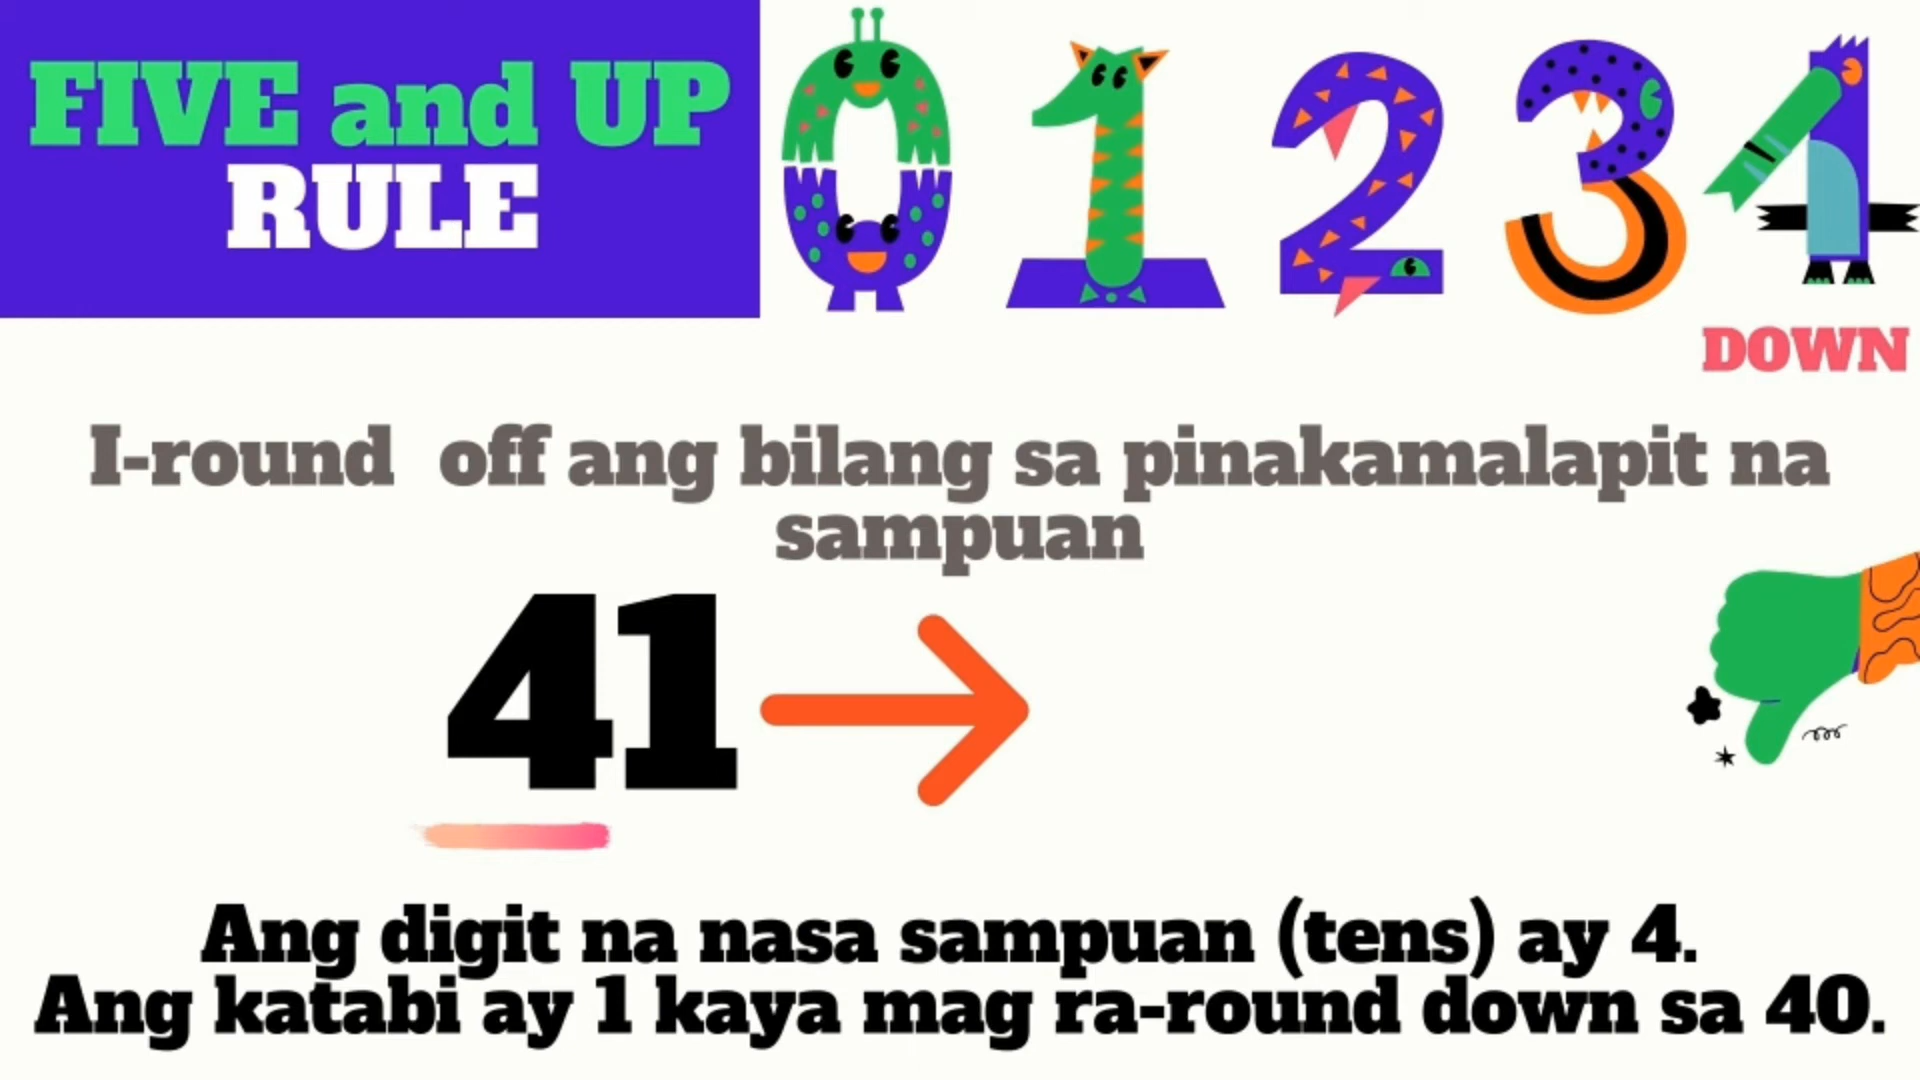 FIVE and UP
RULE
0 1 2 3 4
DOWN
I-round off ang bilang sa pinakamalapit na
sampuan
41
Ang digit na nasa sampuan (tens) ay 4.
Ang katabi ay 1 kaya mag ra-round down sa 40.